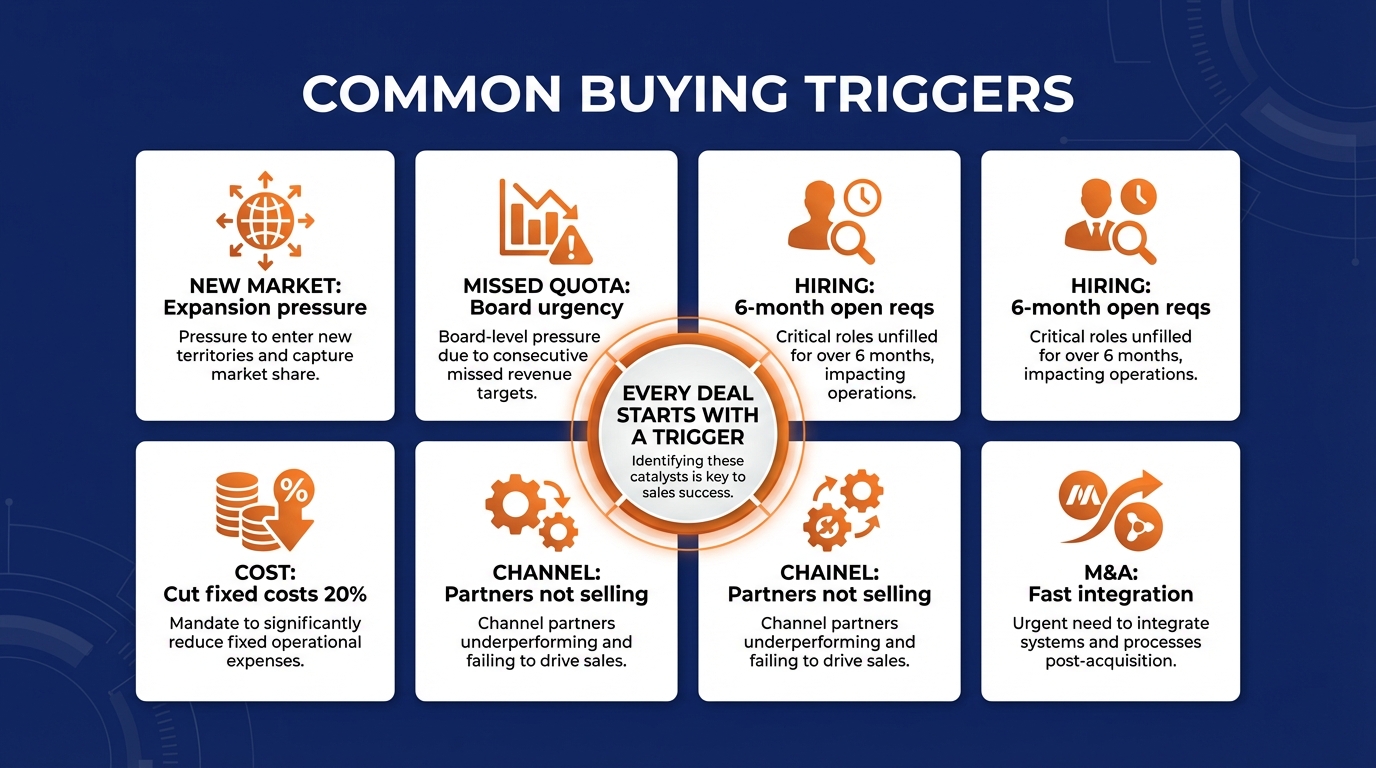 COMMON BUYING TRIGGERS
NEW MARKET:
Expansion pressure
Pressure to enter new
territories and capture
market share.
MISSED QUOTA:
Board urgency
Board-level pressure
due to consecutive
missed revenue
targets.
HIRING:
6-month open reqs
Critical roles unfilled
for over 6 months,
impacting
operations.
HIRING:
6-month open reqs
Critical roles unfilled
for over 6 months,
impacting operations.
EVERY DEAL
STARTS WITH
A TRIGGER
Identifying these
catalysts is key to
sales success.
%
COST:
Cut fixed costs 20%
Mandate to significantly
reduce fixed operational
expenses.
CHANNEL:
Partners not selling
Channel partners
underperforming and
failing to drive sales.
CHAINEL:
Partners not selling
Channel partners
underperforming and
failing to drive sales.
M&A:
Fast integration
Urgent need to integrate
systems and processes
post-acquisition.